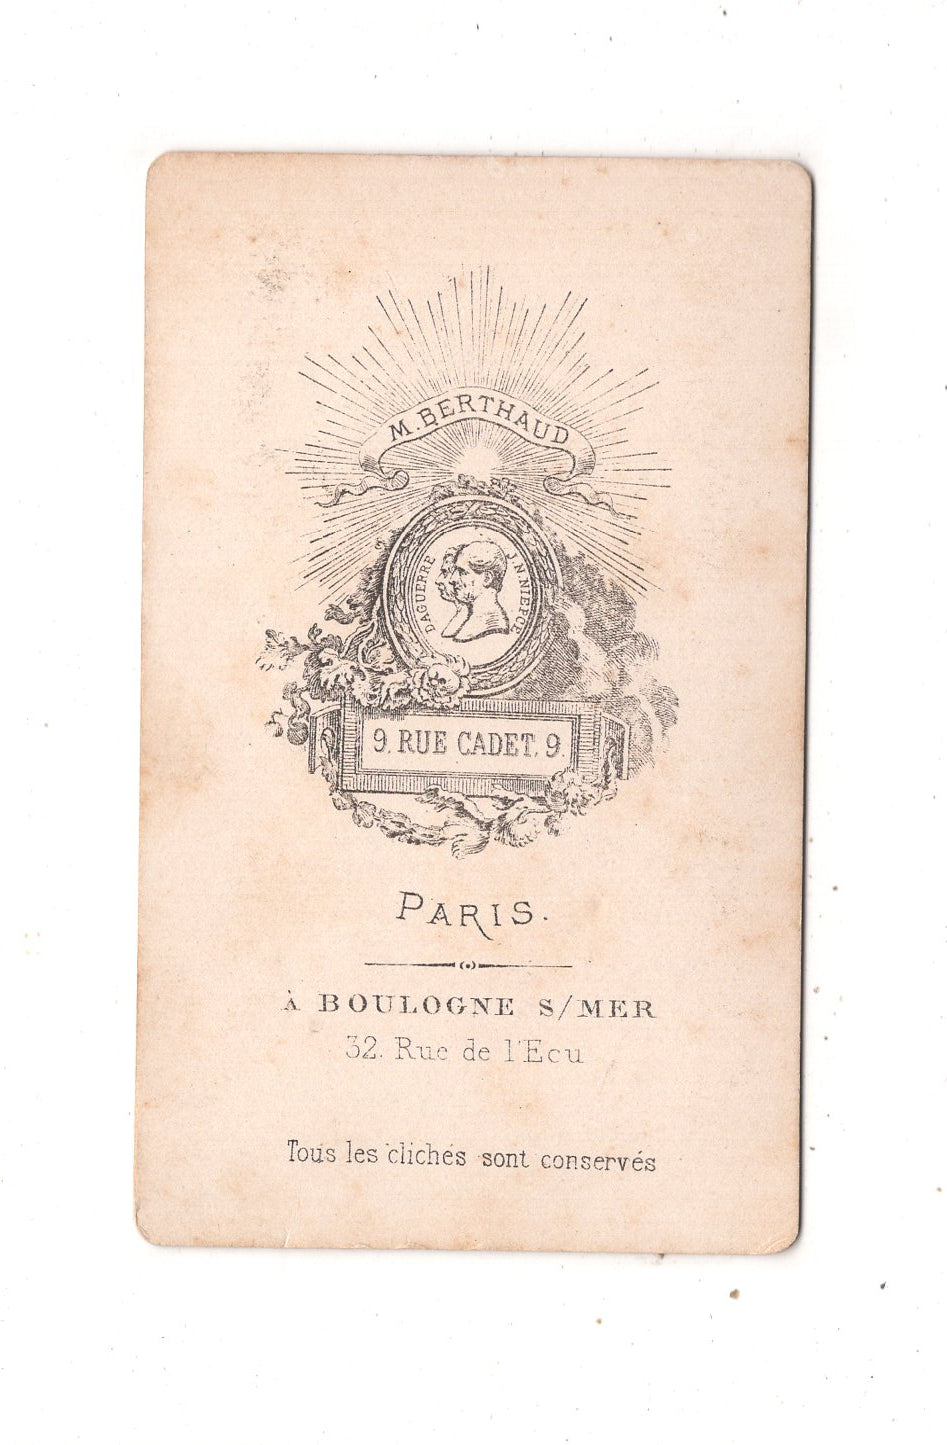 M. BERTHAUD
DAGUERRE
J. N. NIEPCE
9. RUE CADET. 9
PARIS.
À BOULOGNE S/MER
32. Rue de l'Ecu
Tous les clichés sont conservés